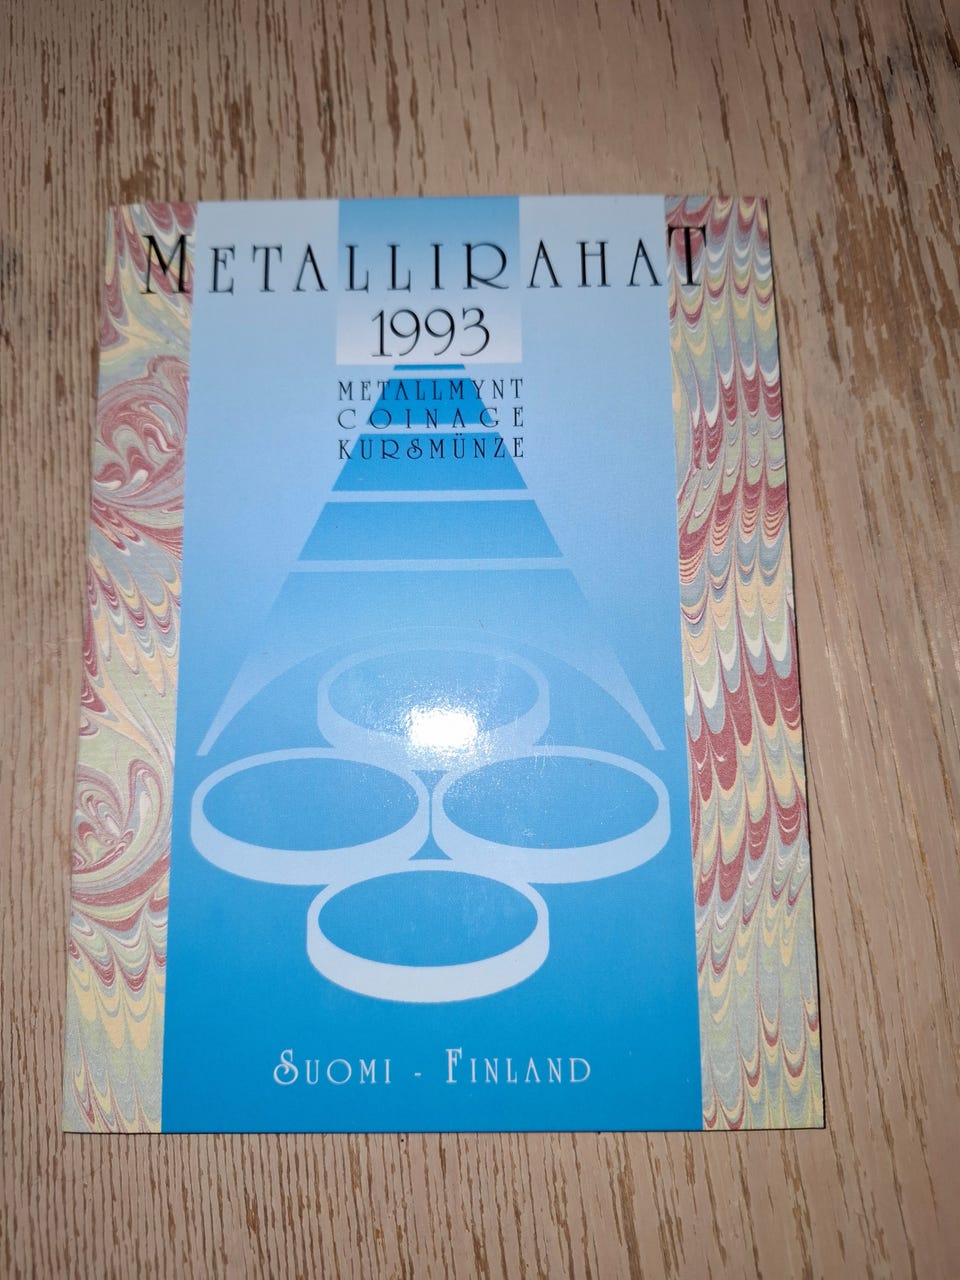 METALLIRAHAT
1993
METALLMYNT
COINAGE
KURSMÜNZE
SUOMI - FINLAND